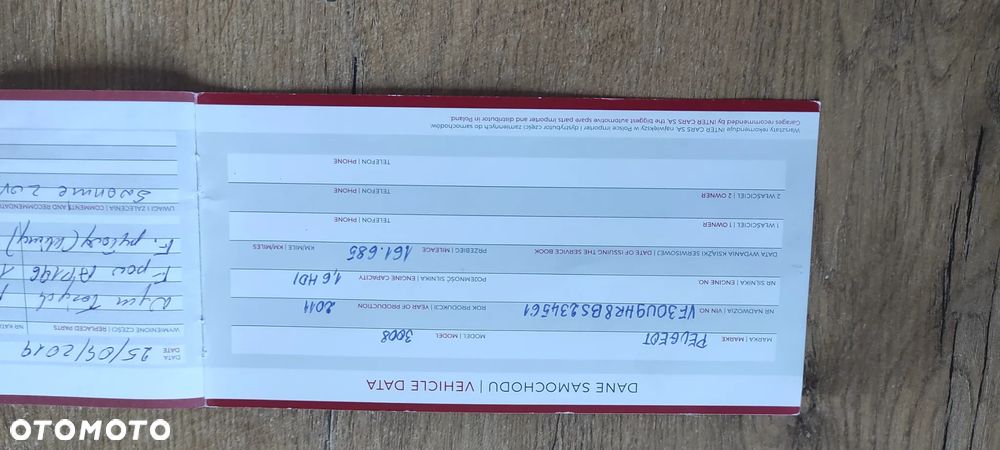 DANE SAMOCHODU | VEHICLE DATA
MARKA | MARKE PEUGEOT MODEL | MODEL 3008
NR NADWOZIA | VIN NO VF30U9HR8BS234561 ROK PRODUKCJI | YEAR OF PRODUCTION 2011
NR SILNIKA | ENGINE NO. POJEMNOŚĆ SILNIKA | ENGINE CAPACITY 1,6 HDI
DATA WYDANIA KSIĄŻKI SERWISOWEJ | DATE OF ISSUING THE SERVICE BOOK PRZEBIEG | MILEAGE 161.685 KM/MILE | KM/MILES
1 WŁAŚCICIEL | 1 OWNER TELEFON | PHONE
2 WŁAŚCICIEL | 2 OWNER TELEFON | PHONE
Warsztaty rekomenduje INTER CARS SA, największy w Polsce importer i dystrybutor części zamiennych do samochodów
Garages recommended by INTER CARS SA, the biggest automotive spare parts importer and distributor in Poland
DATA
DATE 25/05/2019
WYMIENIONE CZĘŚCI | REPLACED PARTS NR KAT
F. pow
F. pyłowy
UWAGI I ZALECENIA | COMMENTS AND RECOMMENDATI
OTOMOTO